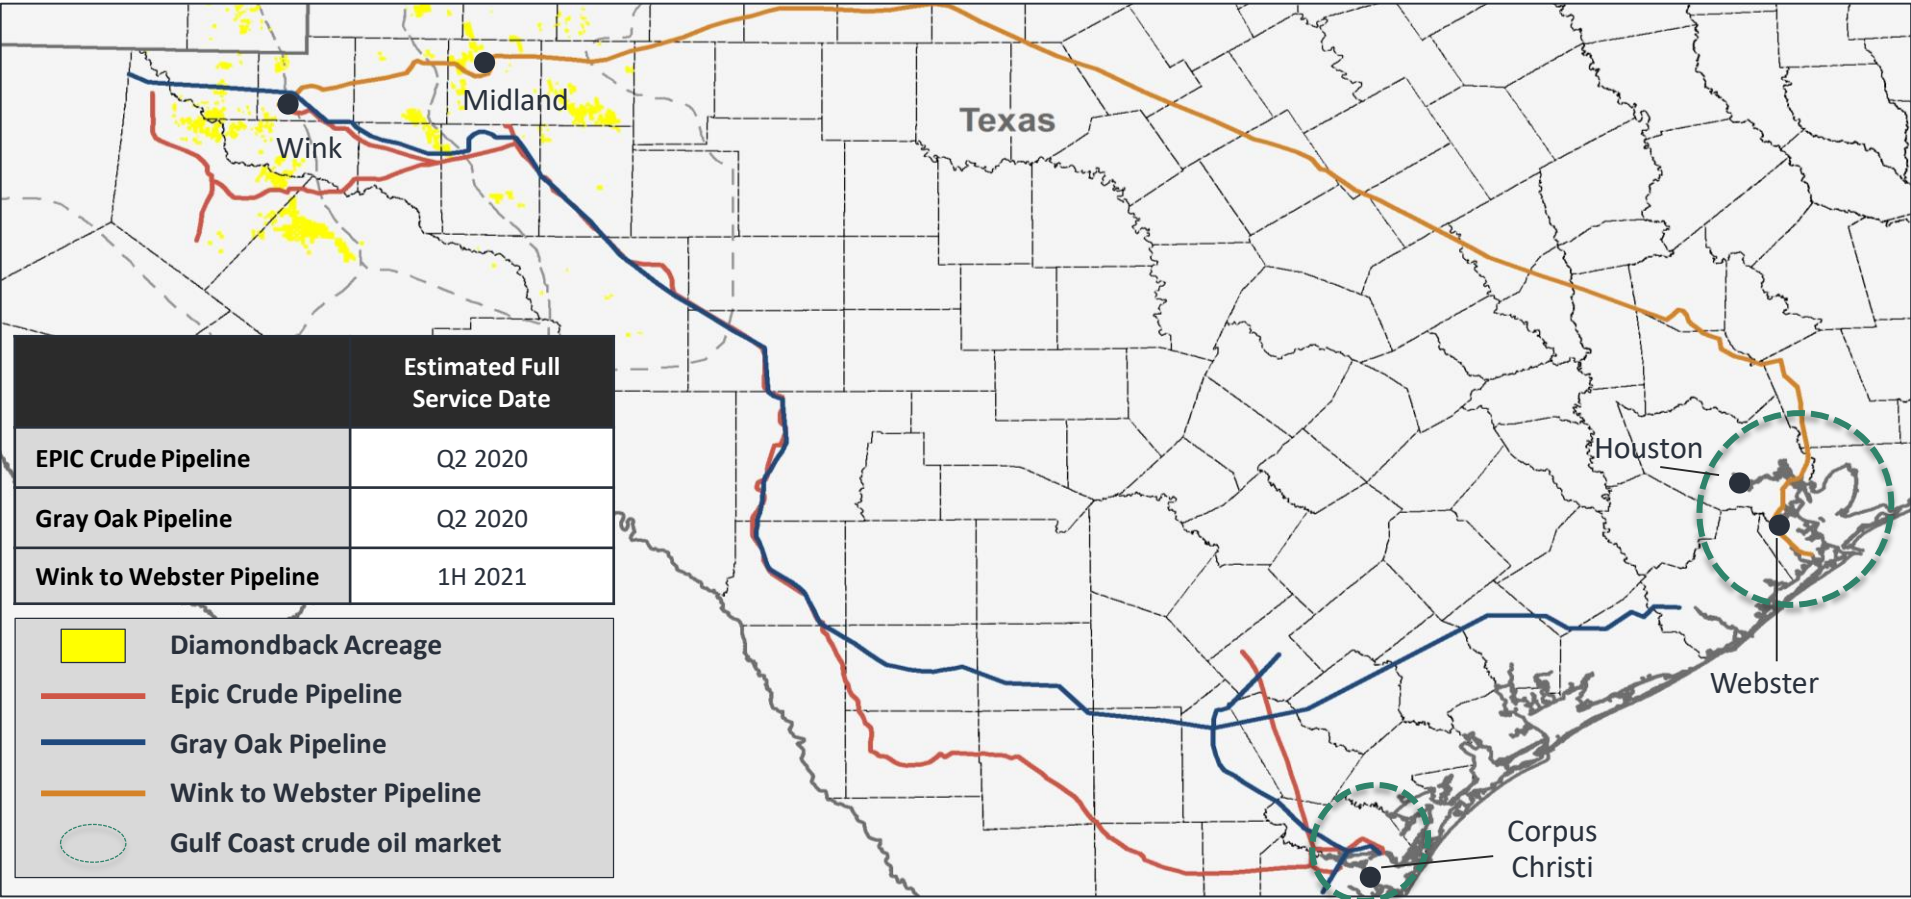 Midland
Texas
Wink
Estimated Full
Service Date
EPIC Crude Pipeline
Q2 2020
Gray Oak Pipeline
Q2 2020
Wink to Webster Pipeline
1H 2021
Diamondback Acreage
Epic Crude Pipeline
Gray Oak Pipeline
Wink to Webster Pipeline
Gulf Coast crude oil market
Houston
Webster
Corpus
Christi